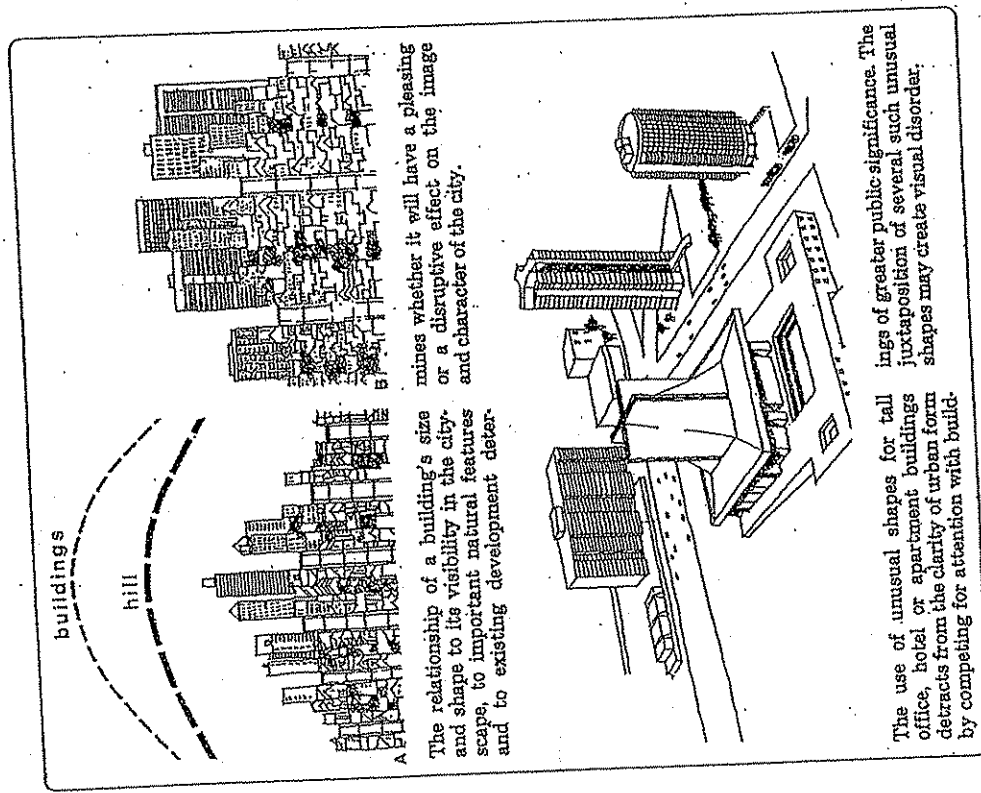 buildings
hill
A
B
The relationship of a building's size
and shape to its visibility in the city-
scape, to important natural features
and to existing development deter-
mines whether it will have a pleasing
or a disruptive effect on the image
and character of the city.
The use of unusual shapes for tall
office, hotel or apartment buildings
detracts from the clarity of urban form
by competing for attention with build-
ings of greater public significance. The
juxtaposition of several such unusual
shapes may create visual disorder.